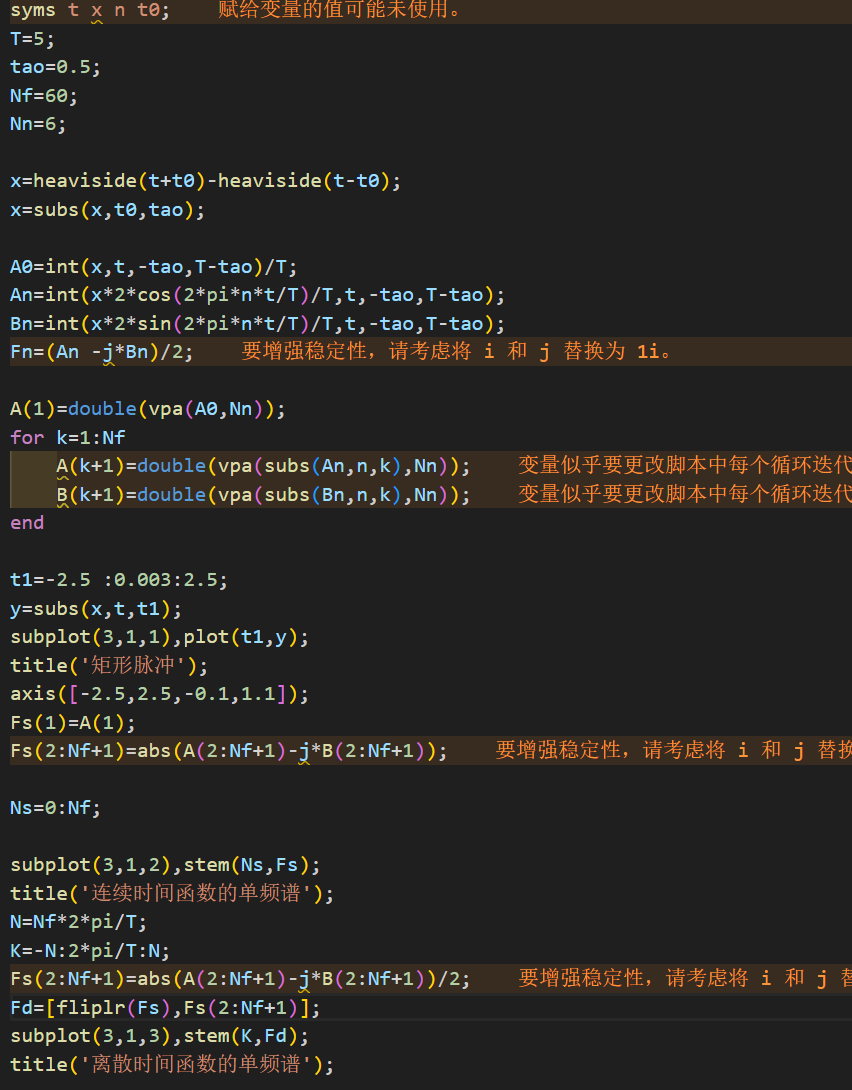 syms t x n t0;    赋给变量的值可能未使用。
T=5;
tao=0.5;
Nf=60;
Nn=6;
x=heaviside(t+t0)-heaviside(t-t0);
x=subs(x,t0,tao);
A0=int(x,t,-tao,T-tao)/T;
An=int(x*2*cos(2*pi*n*t/T)/T,t,-tao,T-tao);
Bn=int(x*2*sin(2*pi*n*t/T)/T,t,-tao,T-tao);
Fn=(An -j*Bn)/2;    要增强稳定性，请考虑将 i 和 j 替换为 1i。
A(1)=double(vpa(A0,Nn));
for k=1:Nf
    A(k+1)=double(vpa(subs(An,n,k),Nn));    变量似乎要更改脚本中每个循环迭代
    B(k+1)=double(vpa(subs(Bn,n,k),Nn));    变量似乎要更改脚本中每个循环迭代
end
t1=-2.5 :0.003:2.5;
y=subs(x,t,t1);
subplot(3,1,1),plot(t1,y);
title('矩形脉冲');
axis([-2.5,2.5,-0.1,1.1]);
Fs(1)=A(1);
Fs(2:Nf+1)=abs(A(2:Nf+1)-j*B(2:Nf+1));    要增强稳定性，请考虑将 i 和 j 替换
Ns=0:Nf;
subplot(3,1,2),stem(Ns,Fs);
title('连续时间函数的单频谱');
N=Nf*2*pi/T;
K=-N:2*pi/T:N;
Fs(2:Nf+1)=abs(A(2:Nf+1)-j*B(2:Nf+1))/2;    要增强稳定性，请考虑将 i 和 j 替
Fd=[fliplr(Fs),Fs(2:Nf+1)];
subplot(3,1,3),stem(K,Fd);
title('离散时间函数的单频谱');